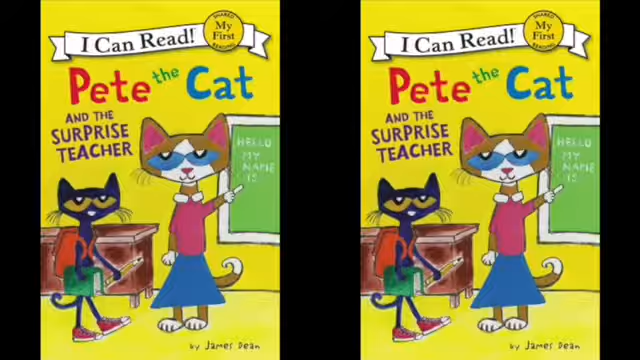 I Can Read!
SHARED
My
First
READING
Pete the Cat
AND THE
SURPRISE
TEACHER
HELLO
MY
NAME
IS
by James Dean
I Can Read!
SHARED
My
First
READING
Pete the Cat
AND THE
SURPRISE
TEACHER
HELLO
MY
NAME
IS
by James Dean